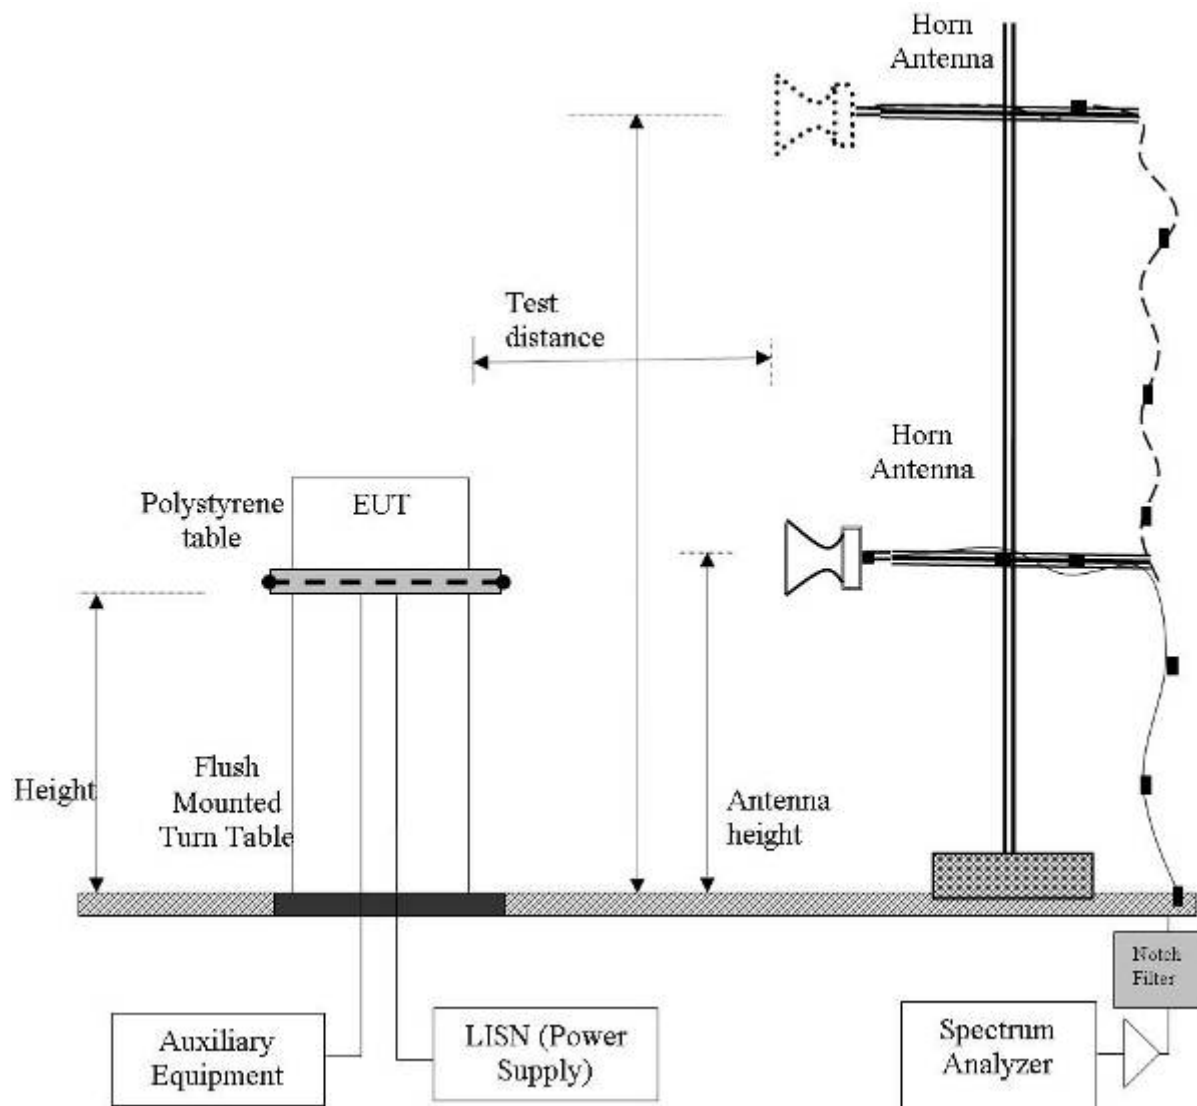 Horn
Antenna
Test
distance
Horn
Antenna
Polystyrene
table
EUT
Height
Flush
Mounted
Turn Table
Antenna
height
Notch
Filter
Auxiliary
Equipment
LISN (Power
Supply)
Spectrum
Analyzer